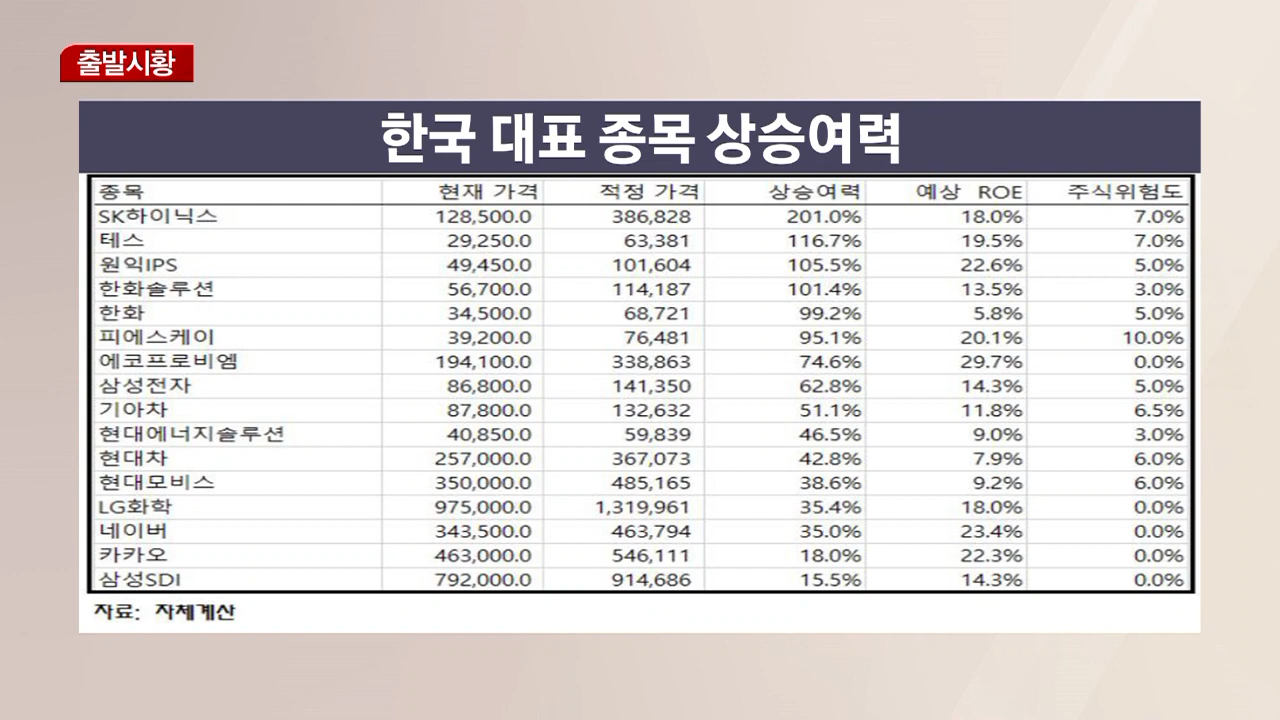 출발시황
한국 대표 종목 상승여력
종목 현재 가격 적정 가격 상승여력 예상 ROE 주식위험도
SK하이닉스 128,500.0 386,828 201.0% 18.0% 7.0%
테스 29,250.0 63,381 116.7% 19.5% 7.0%
원익IPS 49,450.0 101,604 105.5% 22.6% 5.0%
한화솔루션 56,700.0 114,187 101.4% 13.5% 3.0%
한화 34,500.0 68,721 99.2% 5.8% 5.0%
피에스케이 39,200.0 76,481 95.1% 20.1% 10.0%
에코프로비엠 194,100.0 338,863 74.6% 29.7% 0.0%
삼성전자 86,800.0 141,350 62.8% 14.3% 5.0%
기아차 87,800.0 132,632 51.1% 11.8% 6.5%
현대에너지솔루션 40,850.0 59,839 46.5% 9.0% 3.0%
현대차 257,000.0 367,073 42.8% 7.9% 6.0%
현대모비스 350,000.0 485,165 38.6% 9.2% 6.0%
LG화학 975,000.0 1,319,961 35.4% 18.0% 0.0%
네이버 343,500.0 463,794 35.0% 23.4% 0.0%
카카오 463,000.0 546,111 18.0% 22.3% 0.0%
삼성SDI 792,000.0 914,686 15.5% 14.3% 0.0%
자료: 자체계산